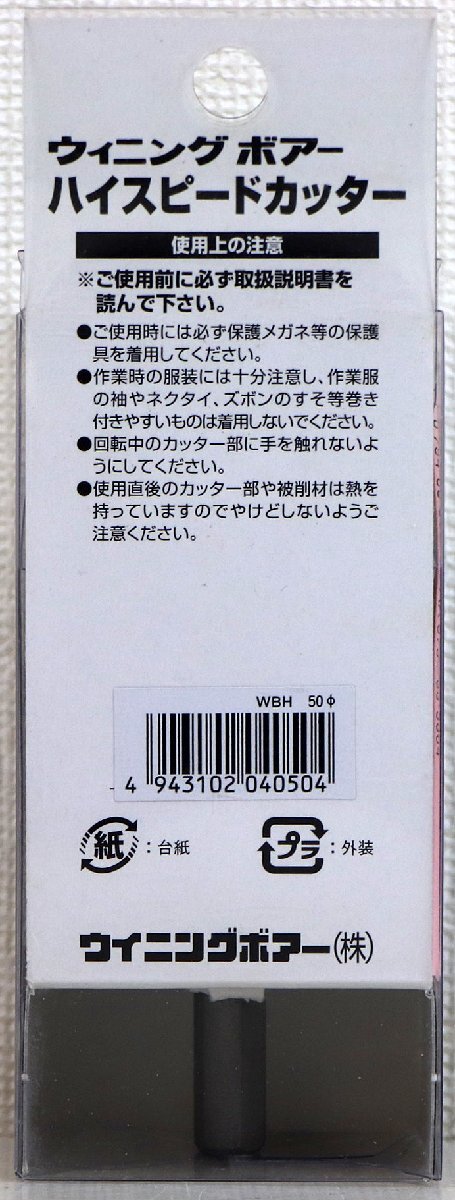 ウィニング ボアー
ハイスピードカッター
使用上の注意
※ご使用前に必ず取扱説明書を
読んで下さい。
●ご使用時には必ず保護メガネ等の保護
具を着用してください。
●作業時の服装には十分注意し、作業服
の袖やネクタイ、ズボンのすそ等巻き
付きやすいものは着用しないでください。
●回転中のカッター部に手を触れないよ
うにしてください。
●使用直後のカッター部や被削材は熱を
持っていますのでやけどしないようご
注意ください。
WBH 50φ
4 943102 040504
紙:台紙 プラ:外装
ウイニングボアー(株)